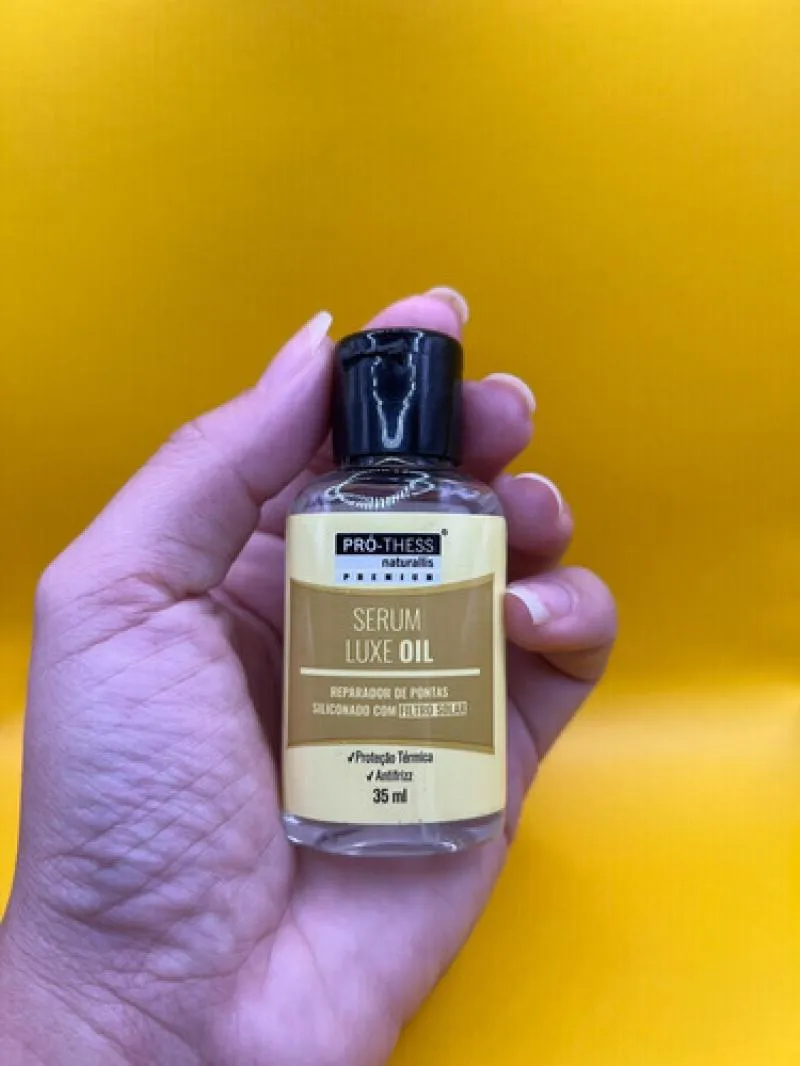 PRÓ-THESS®
naturallis
PREMIUM
SERUM
LUXE OIL
REPARADOR DE PONTAS
SILICONADO COM FILTRO SOLAR
✓Proteção Térmica
✓ Antifrizz
35 ml